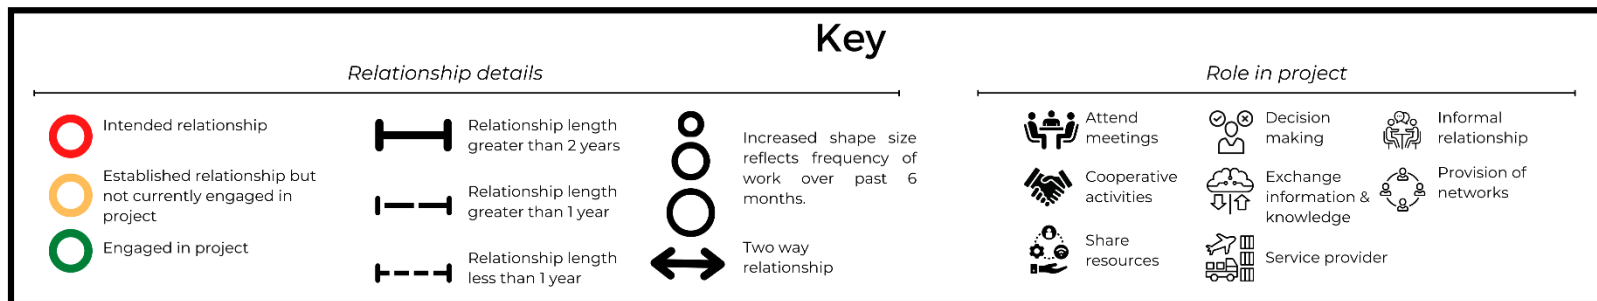 Key
Relationship details
Intended relationship
Established relationship but
not currently engaged in
project
Engaged in project
Relationship length
greater than 2 years
Relationship length
greater than 1 year
Relationship length
less than 1 year
Increased shape size
reflects frequency of
work over past 6
months.
Two way
relationship
Role in project
Attend
meetings
Cooperative
activities
Share
resources
Decision
making
Exchange
information &
knowledge
Service provider
Informal
relationship
Provision of
networks